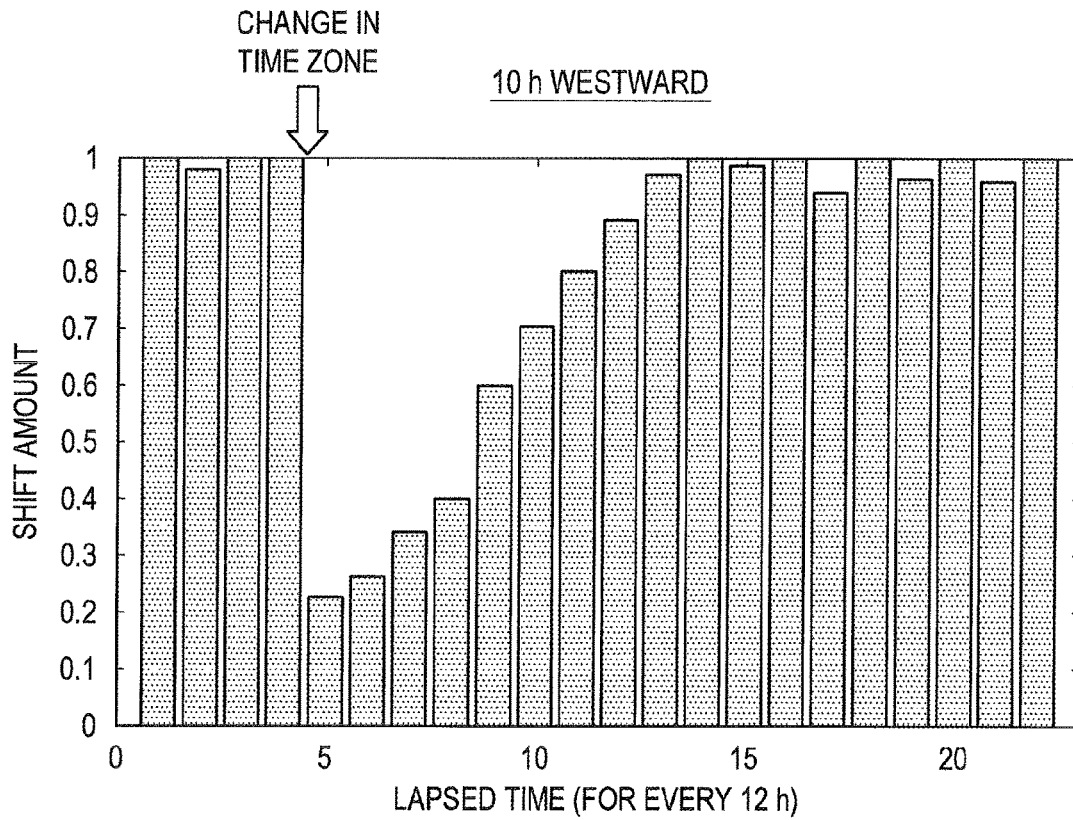 CHANGE IN
TIME ZONE
10 h WESTWARD
1
0.9
0.8
0.7
0.6
0.5
0.4
0.3
0.2
0.1
0
SHIFT AMOUNT
0 5 10 15 20
LAPSED TIME (FOR EVERY 12 h)